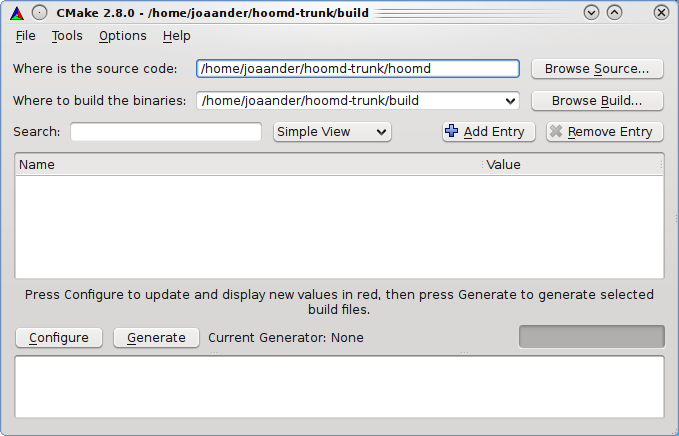 CMake 2.8.0 - /home/joaander/hoomd-trunk/build
File Tools Options Help
Where is the source code: /home/joaander/hoomd-trunk/hoomd Browse Source...
Where to build the binaries: /home/joaander/hoomd-trunk/build Browse Build...
Search: Simple View Add Entry Remove Entry
Name Value
Press Configure to update and display new values in red, then press Generate to generate selected
build files.
Configure Generate Current Generator: None